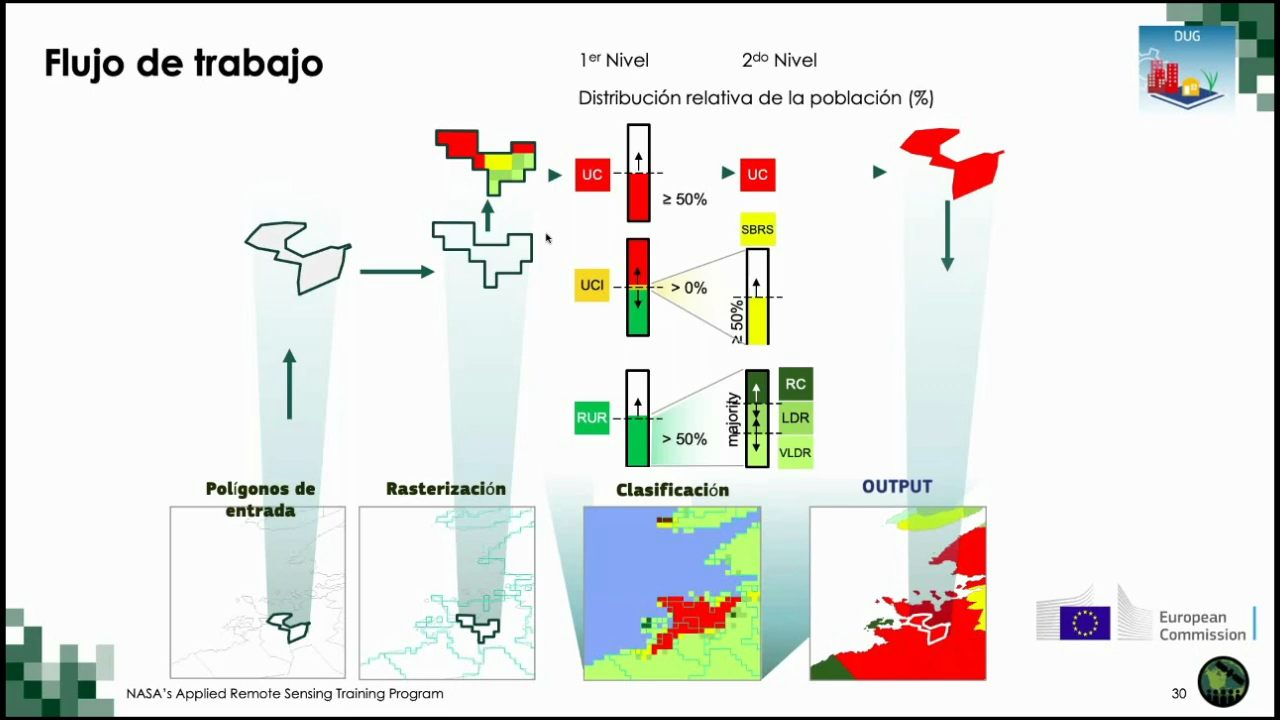 Flujo de trabajo
1er Nivel
2do Nivel
Distribución relativa de la población (%)
DUG
UC
≥ 50%
UC
SBRS
UCI
> 0%
≥ 50%
RUR
> 50%
majority
RC
LDR
VLDR
Polígonos de
entrada
Rasterización
Clasificación
OUTPUT
European
Commission
NASA's Applied Remote Sensing Training Program
30